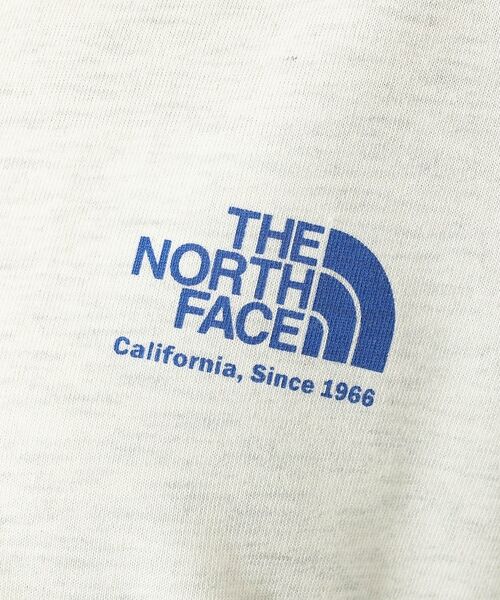 THE
NORTH
FACE
California, Since 1966